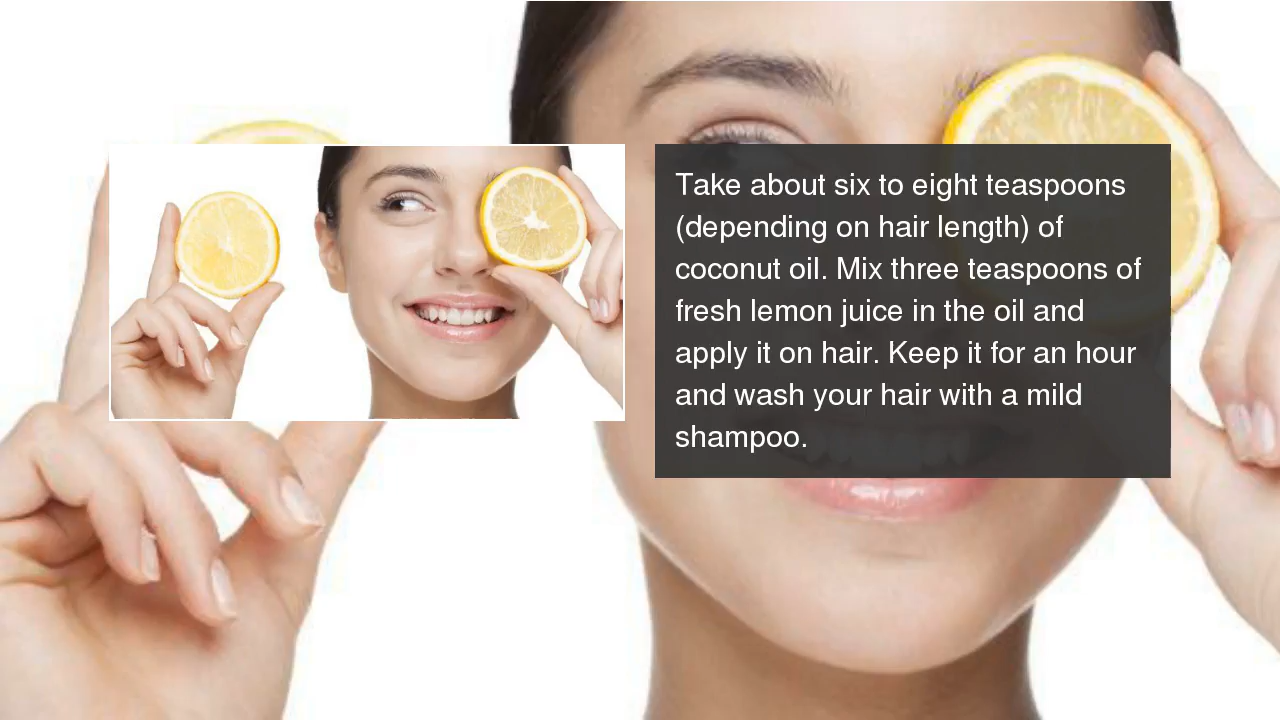 Take about six to eight teaspoons
(depending on hair length) of
coconut oil. Mix three teaspoons of
fresh lemon juice in the oil and
apply it on hair. Keep it for an hour
and wash your hair with a mild
shampoo.